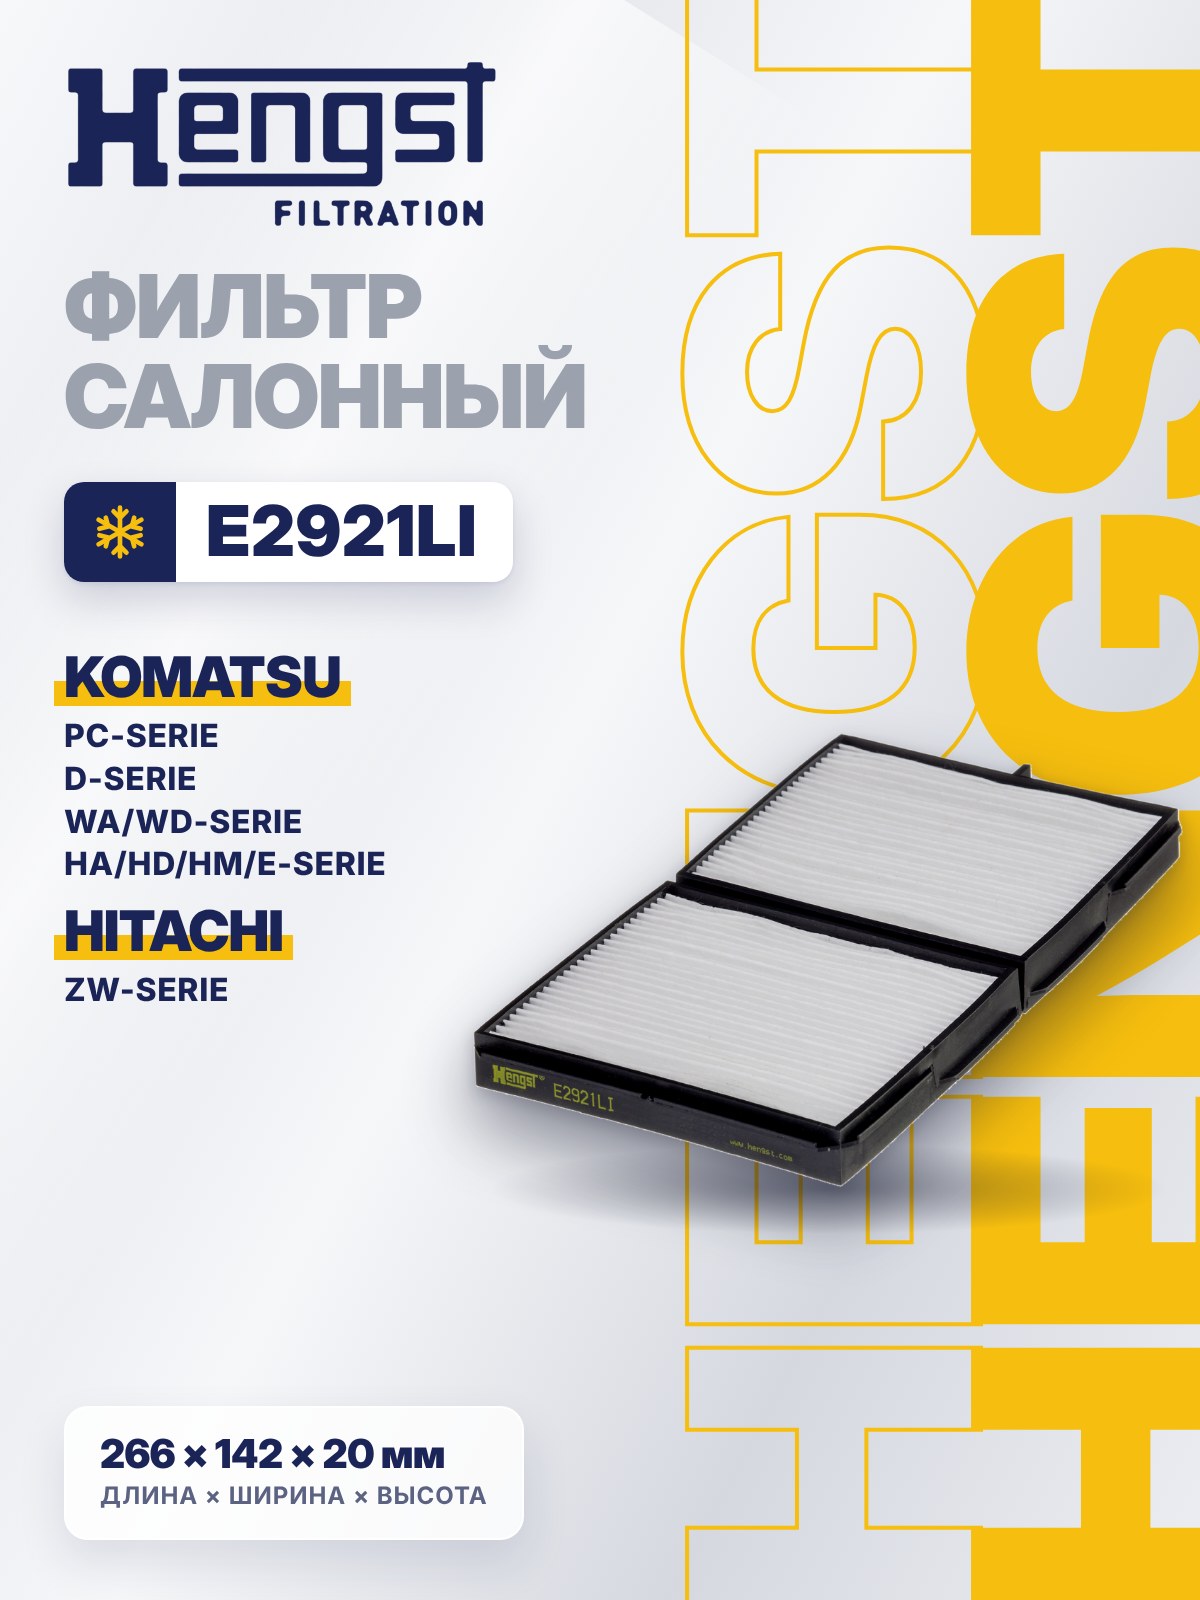 Hengst
FILTRATION
ФИЛЬТР
САЛОННЫЙ
E2921LI
KOMATSU
PC-SERIE
D-SERIE
WA/WD-SERIE
HA/HD/HM/E-SERIE
HITACHI
ZW-SERIE
Hengst® E2921LI
www.hengst.com
266 × 142 × 20 мм
ДЛИНА × ШИРИНА × ВЫСОТА
HENGST
HENGST